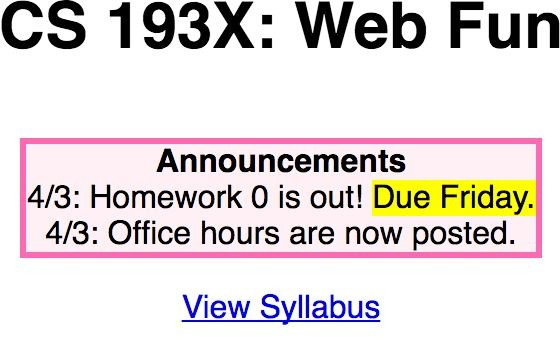 CS 193X: Web Fun
Announcements
4/3: Homework 0 is out! Due Friday.
4/3: Office hours are now posted.
View Syllabus